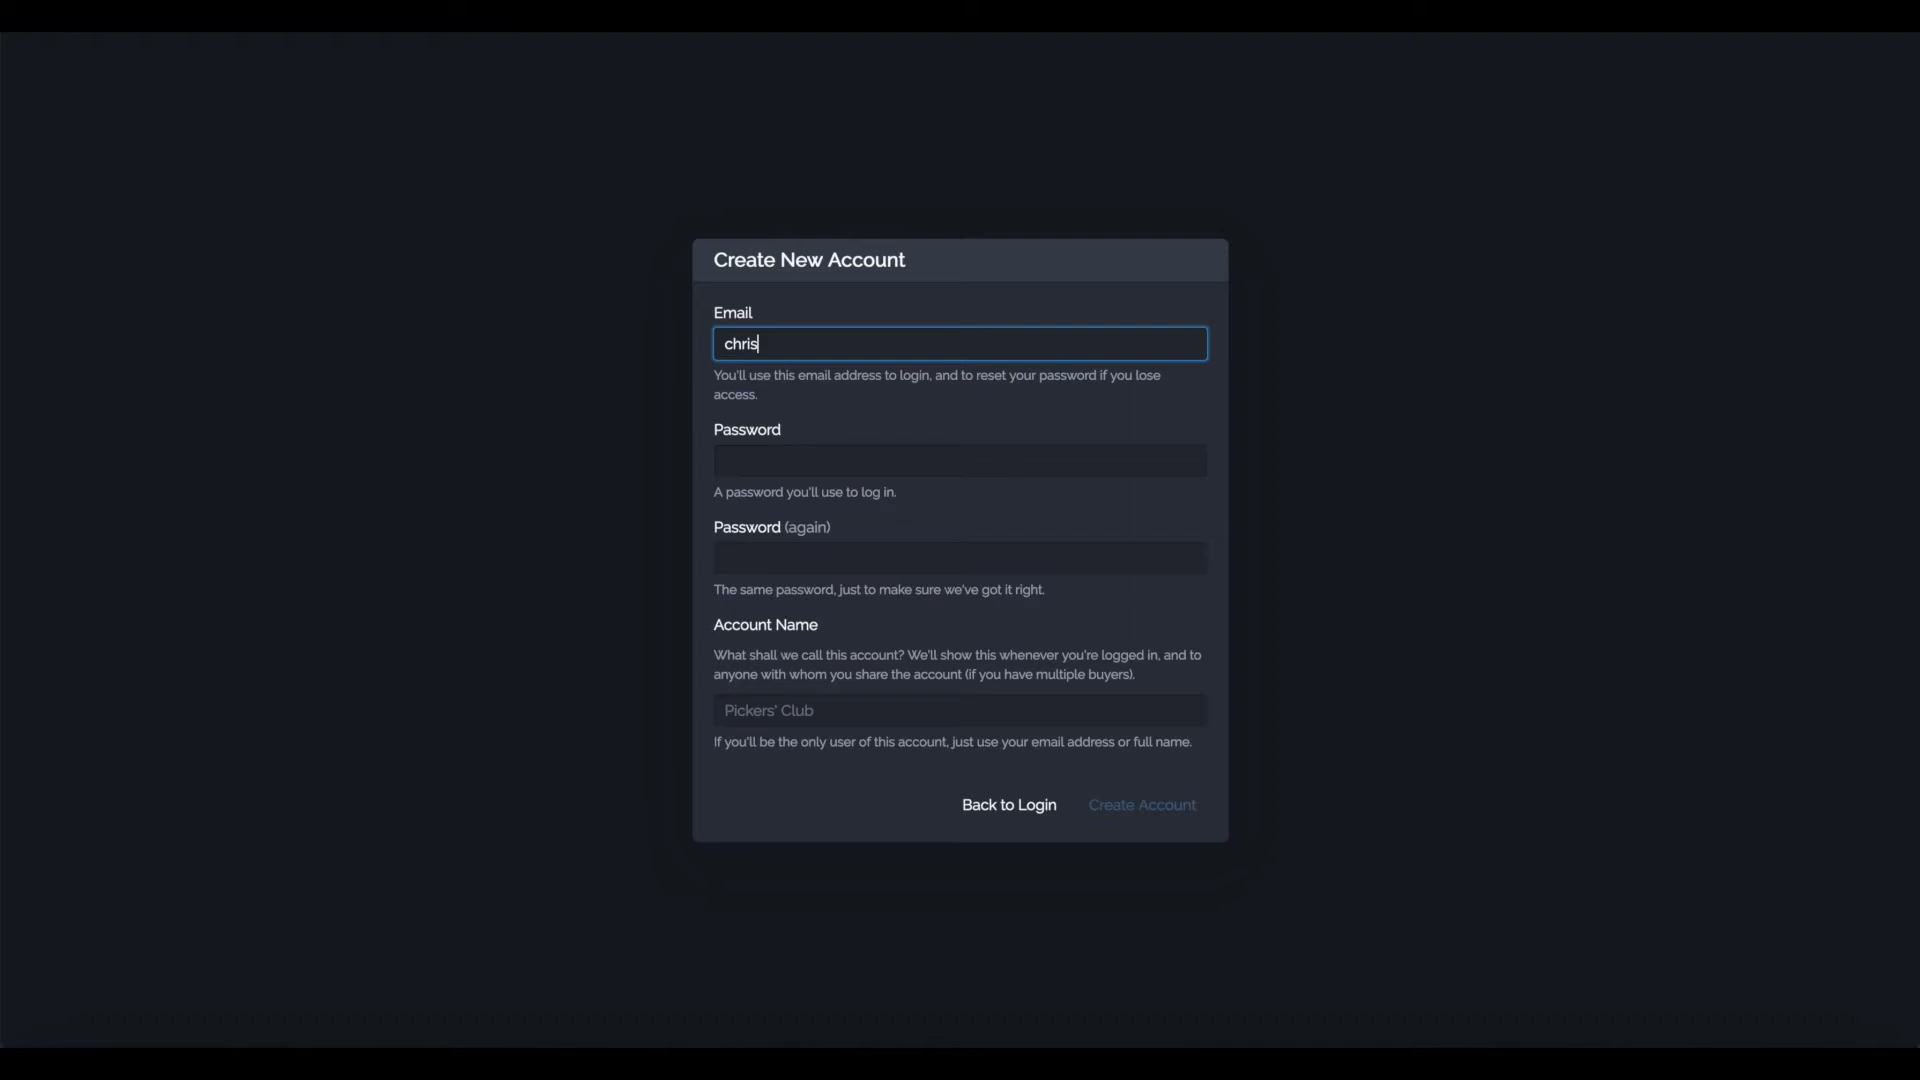 Create New Account
Email
chris
You'll use this email address to login, and to reset your password if you lose
access.
Password
A password you'll use to log in.
Password (again)
The same password, just to make sure we've got it right.
Account Name
What shall we call this account? We'll show this whenever you're logged in, and to
anyone with whom you share the account (if you have multiple buyers).
Pickers' Club
If you'll be the only user of this account, just use your email address or full name.
Back to Login Create Account